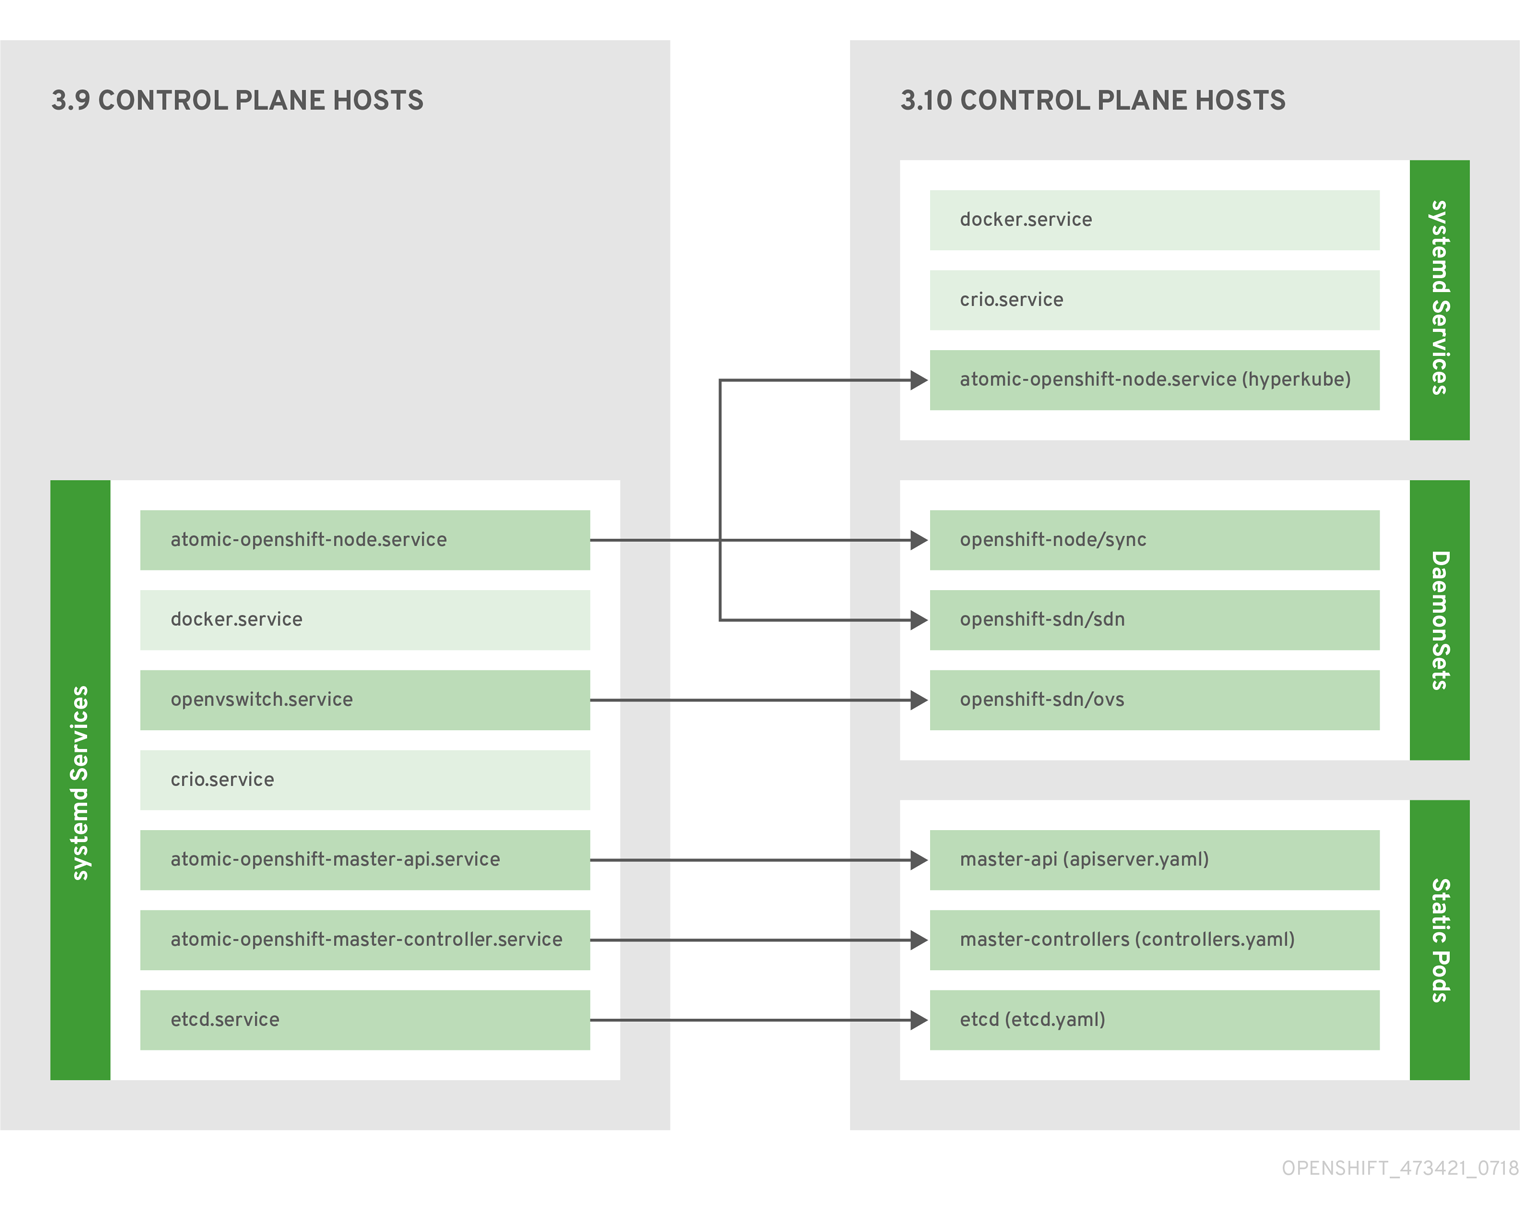 3.9 CONTROL PLANE HOSTS
systemd Services
atomic-openshift-node.service
docker.service
openvswitch.service
crio.service
atomic-openshift-master-api.service
atomic-openshift-master-controller.service
etcd.service
3.10 CONTROL PLANE HOSTS
docker.service
crio.service
atomic-openshift-node.service (hyperkube)
systemd Services
openshift-node/sync
openshift-sdn/sdn
openshift-sdn/ovs
DaemonSets
master-api (apiserver.yaml)
master-controllers (controllers.yaml)
etcd (etcd.yaml)
Static Pods
OPENSHIFT_473421_0718